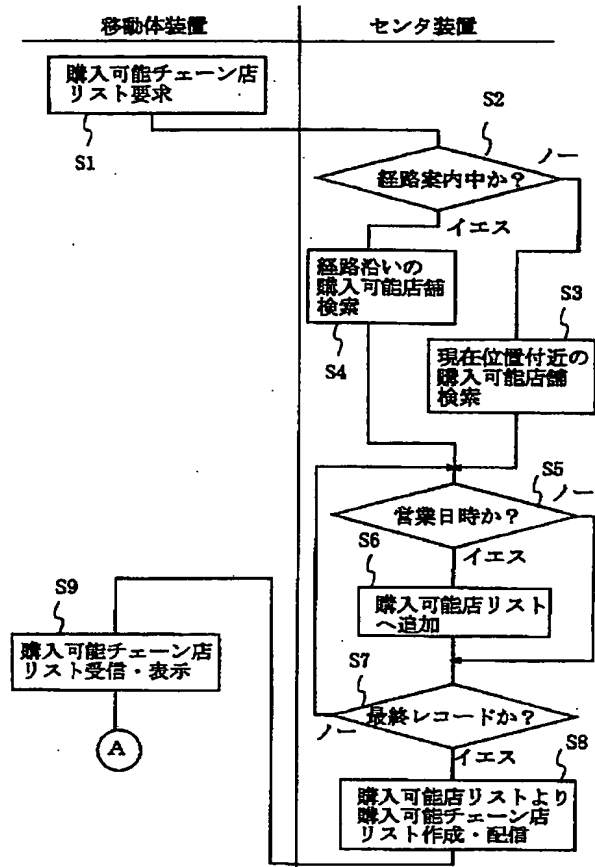 移動体装置
センタ装置
購入可能チェーン店
リスト要求
S1
S2
経路案内中か？
ノー
イエス
経路沿いの
購入可能店舗
検索
S4
S3
現在位置付近の
購入可能店舗
検索
S5
営業日時か？
ノー
イエス
S6
購入可能店リスト
へ追加
S7
最終レコードか？
ノー
イエス
S8
購入可能店リストより
購入可能チェーン店
リスト作成・配信
S9
購入可能チェーン店
リスト受信・表示
A